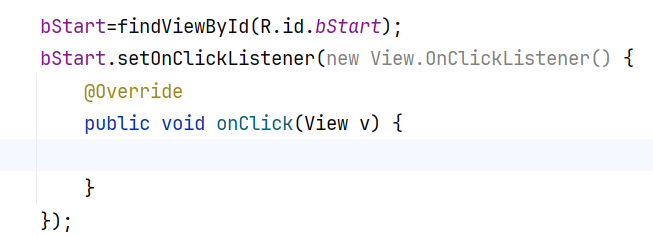 bStart=findViewById(R.id.bStart);
bStart.setOnClickListener(new View.OnClickListener() {
@Override
public void onClick(View v) {
}
});